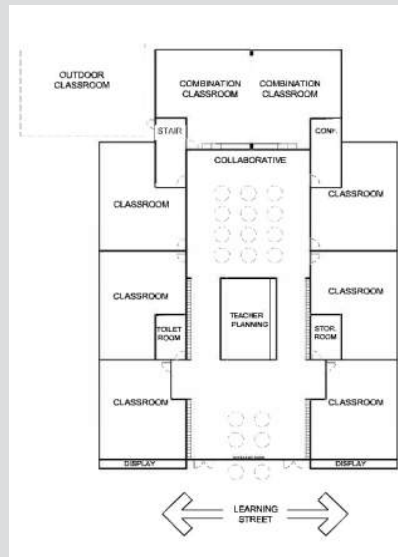 OUTDOOR
CLASSROOM
COMBINATION
CLASSROOM
COMBINATION
CLASSROOM
STAIR
CONF.
COLLABORATIVE
CLASSROOM
CLASSROOM
CLASSROOM
CLASSROOM
TEACHER
PLANNING
TOILET
ROOM
STOR.
ROOM
CLASSROOM
CLASSROOM
DISPLAY
DISPLAY
LEARNING
STREET